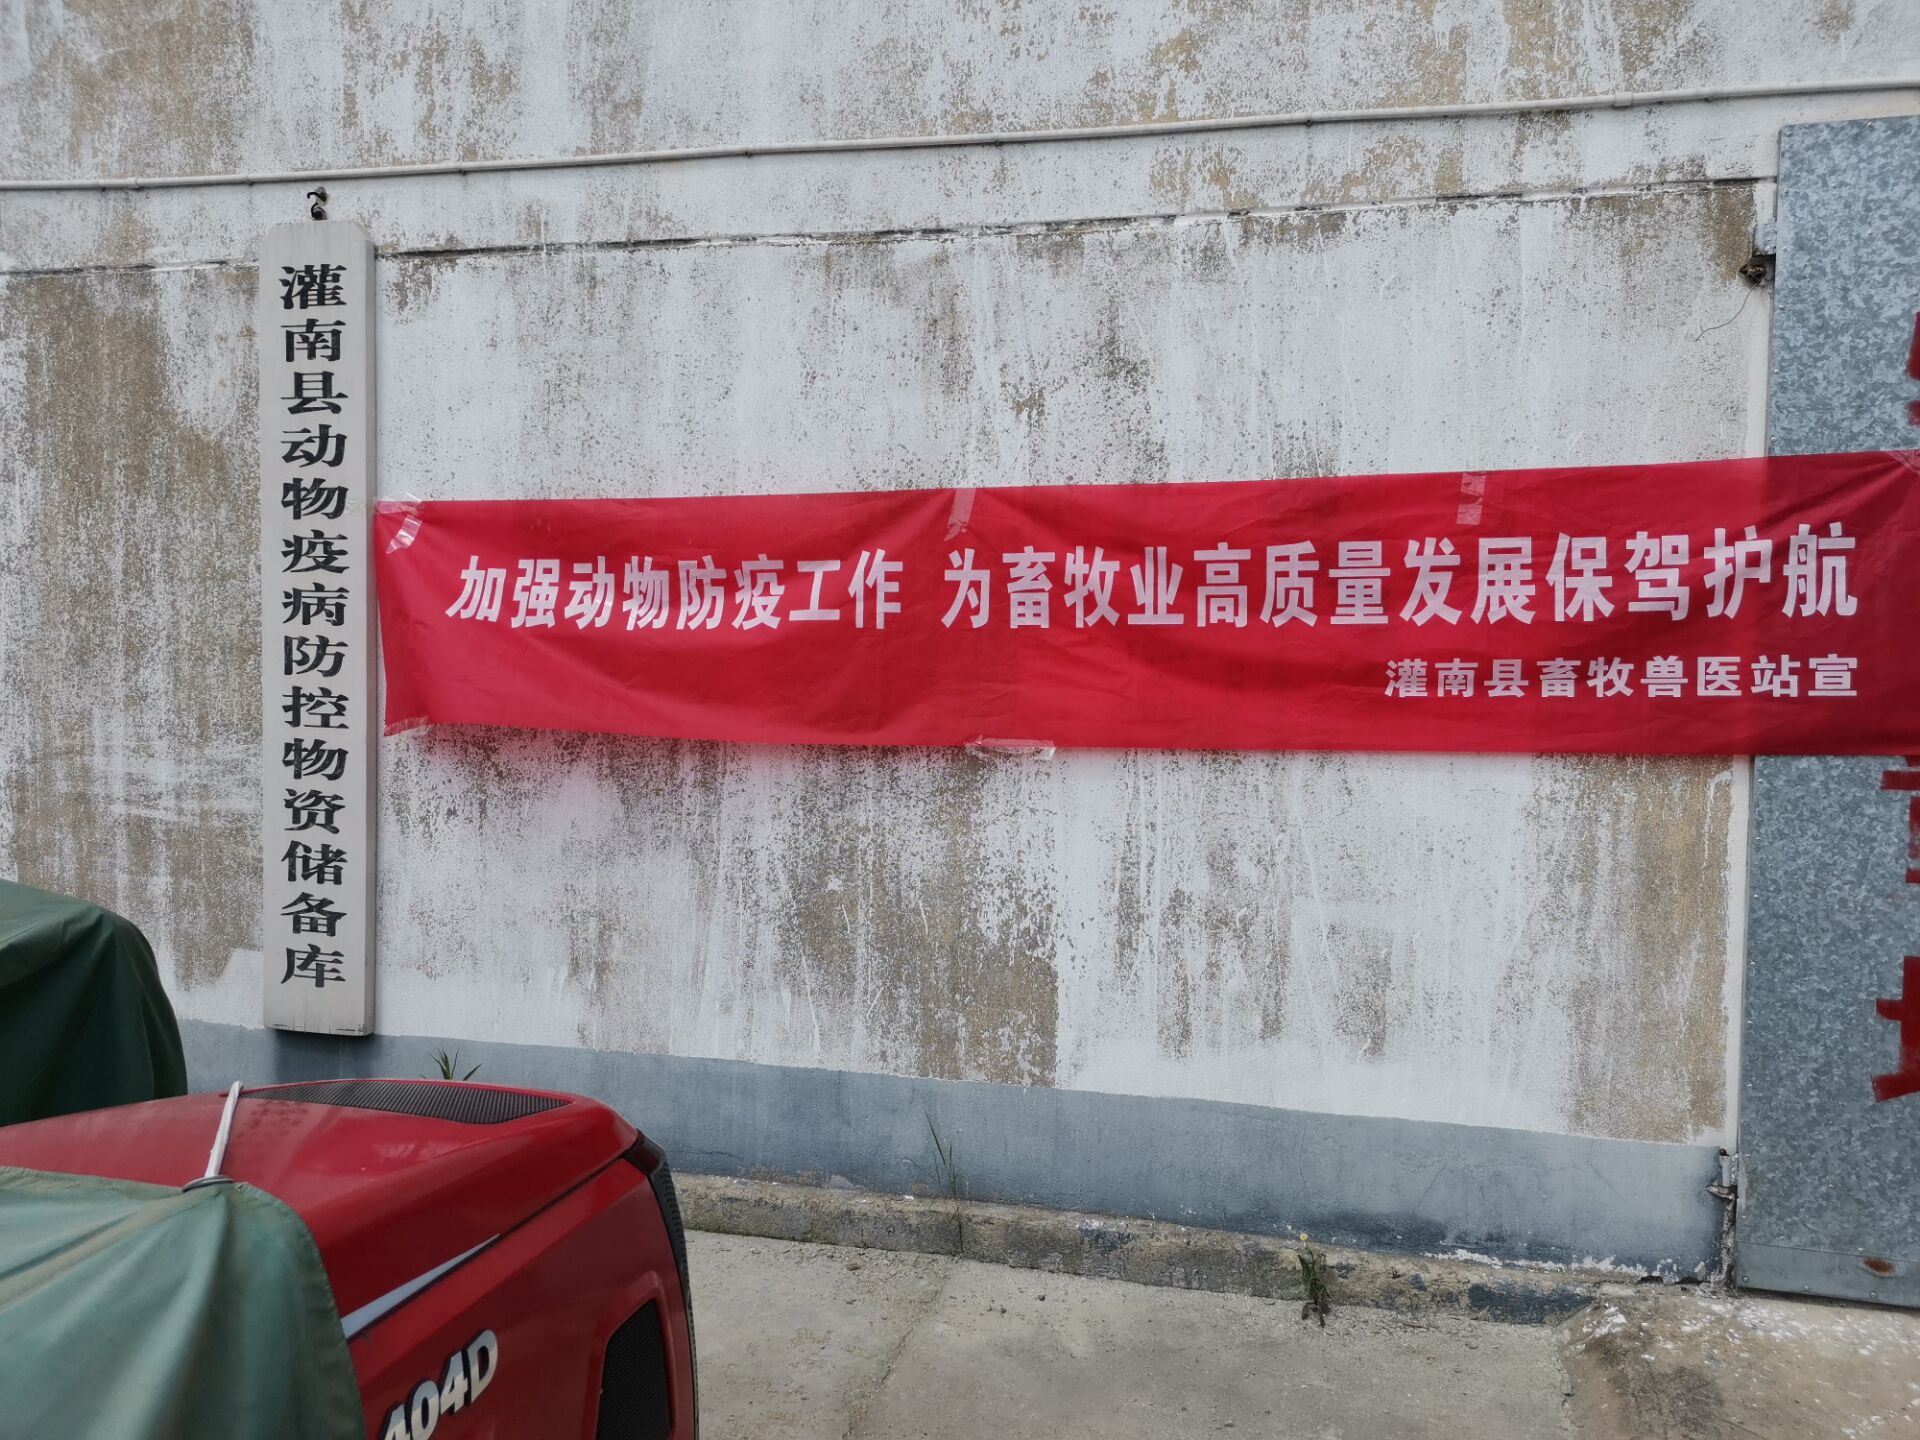 灌南县动物疫病防控物资储备库
加强动物防疫工作 为畜牧业高质量发展保驾护航
灌南县畜牧兽医站宣
404D